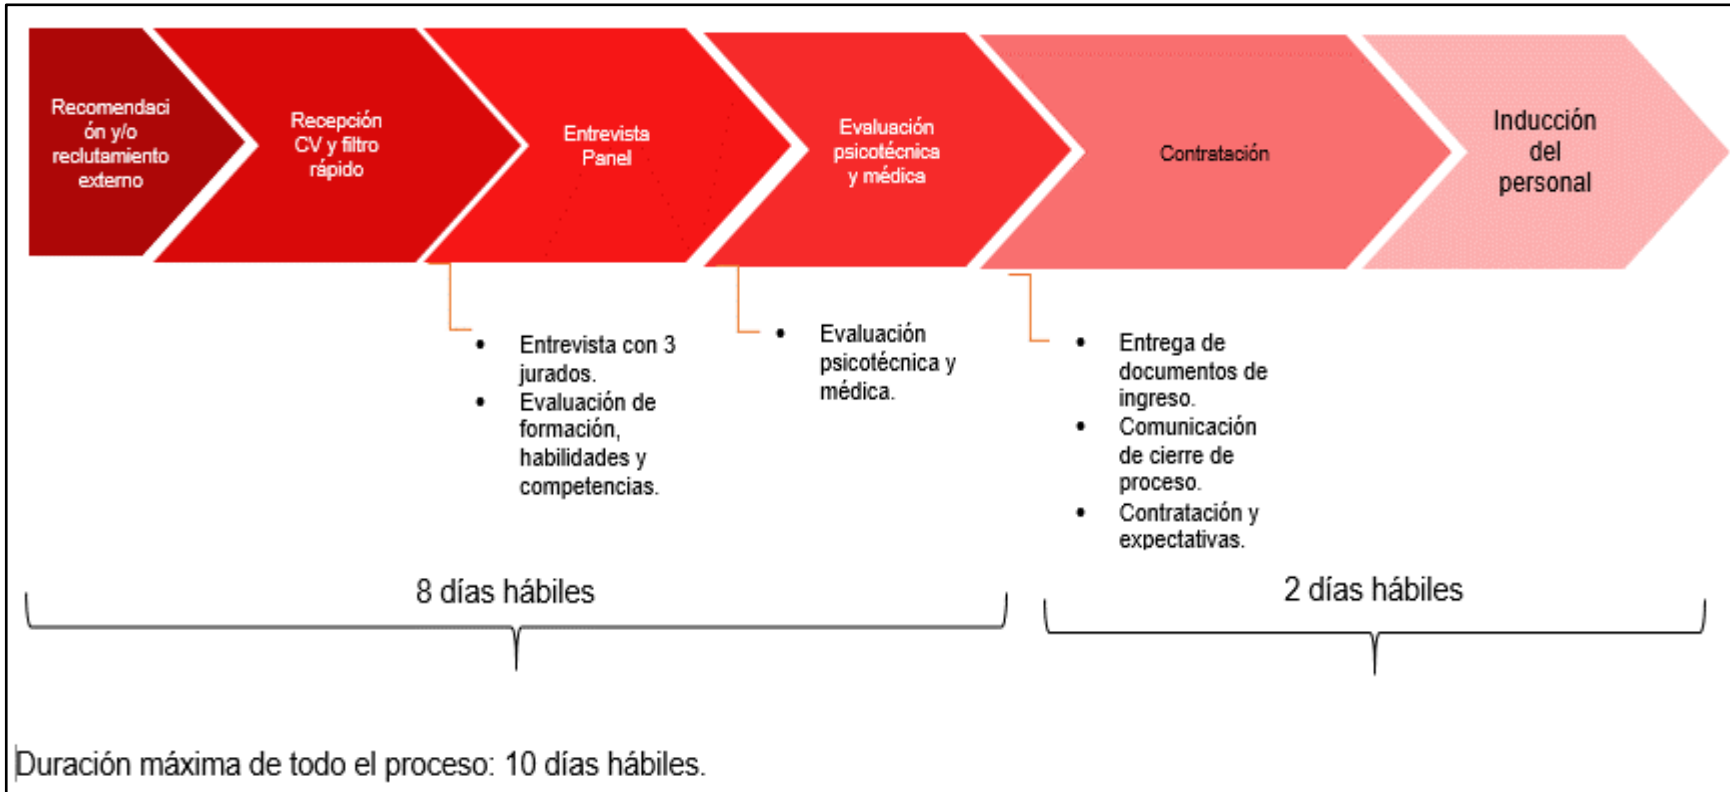 Recomendaci
ón y/o
reclutamiento
externo
Recepción
CV y filtro
rápido
Entrevista
Panel
Evaluación
psicotécnica
y médica
Contratación
Inducción
del
personal
• Entrevista con 3
jurados.
• Evaluación de
formación,
habilidades y
competencias.
• Evaluación
psicotécnica y
médica.
• Entrega de
documentos de
ingreso.
• Comunicación
de cierre de
proceso.
• Contratación y
expectativas.
8 días hábiles
2 días hábiles
Duración máxima de todo el proceso: 10 días hábiles.